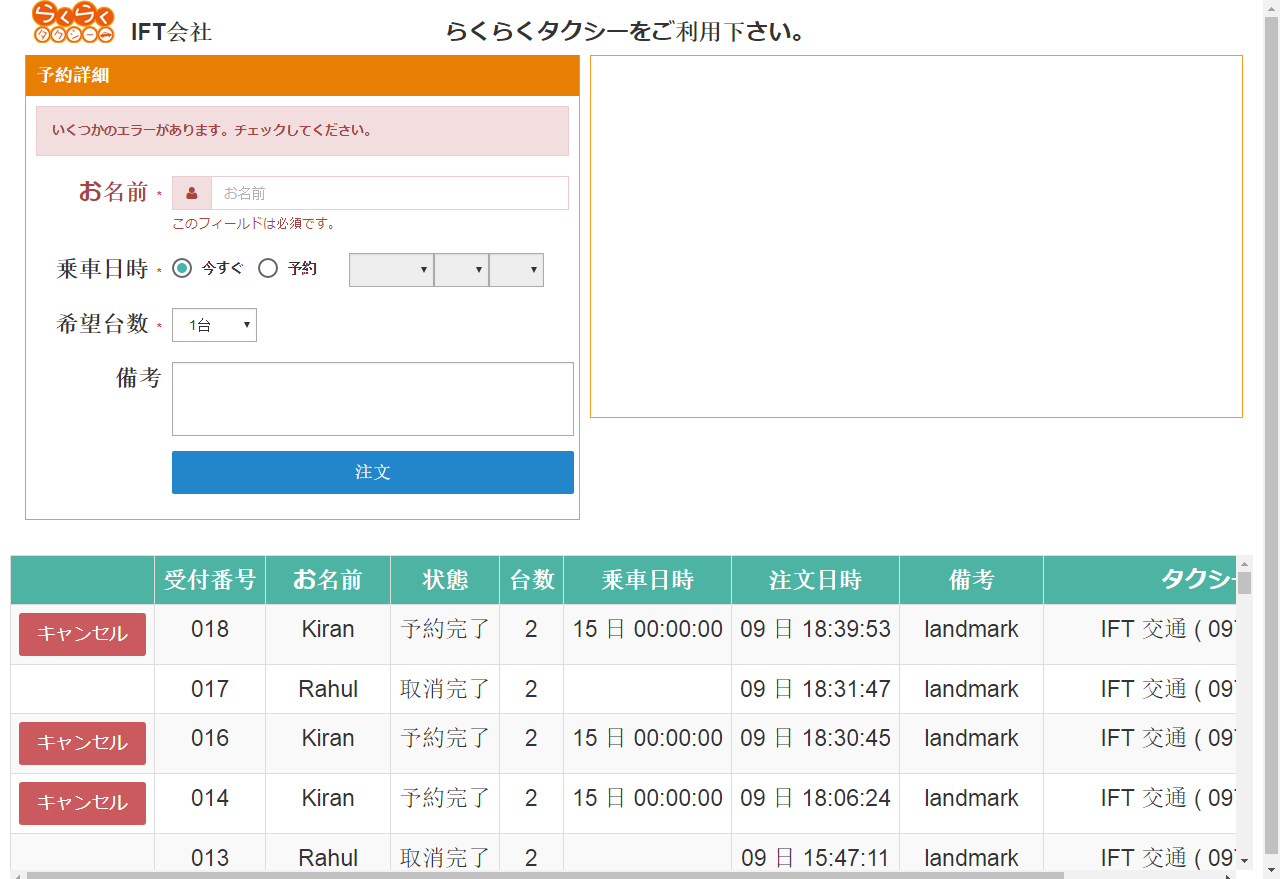 らくらく
タクシー
IFT会社
らくらくタクシーをご利用下さい。
予約詳細
いくつかのエラーがあります。チェックしてください。
お名前 * お名前
このフィールドは必須です。
乗車日時 * 今すぐ 予約
希望台数 * 1台
備考
注文
受付番号 お名前 状態 台数 乗車日時 注文日時 備考 タクシー
キャンセル 018 Kiran 予約完了 2 15 日 00:00:00 09 日 18:39:53 landmark IFT 交通 ( 097
017 Rahul 取消完了 2 09 日 18:31:47 landmark IFT 交通 ( 097
キャンセル 016 Kiran 予約完了 2 15 日 00:00:00 09 日 18:30:45 landmark IFT 交通 ( 097
キャンセル 014 Kiran 予約完了 2 15 日 00:00:00 09 日 18:06:24 landmark IFT 交通 ( 097
013 Rahul 取消完了 2 09 日 15:47:11 landmark IFT 交通 ( 097